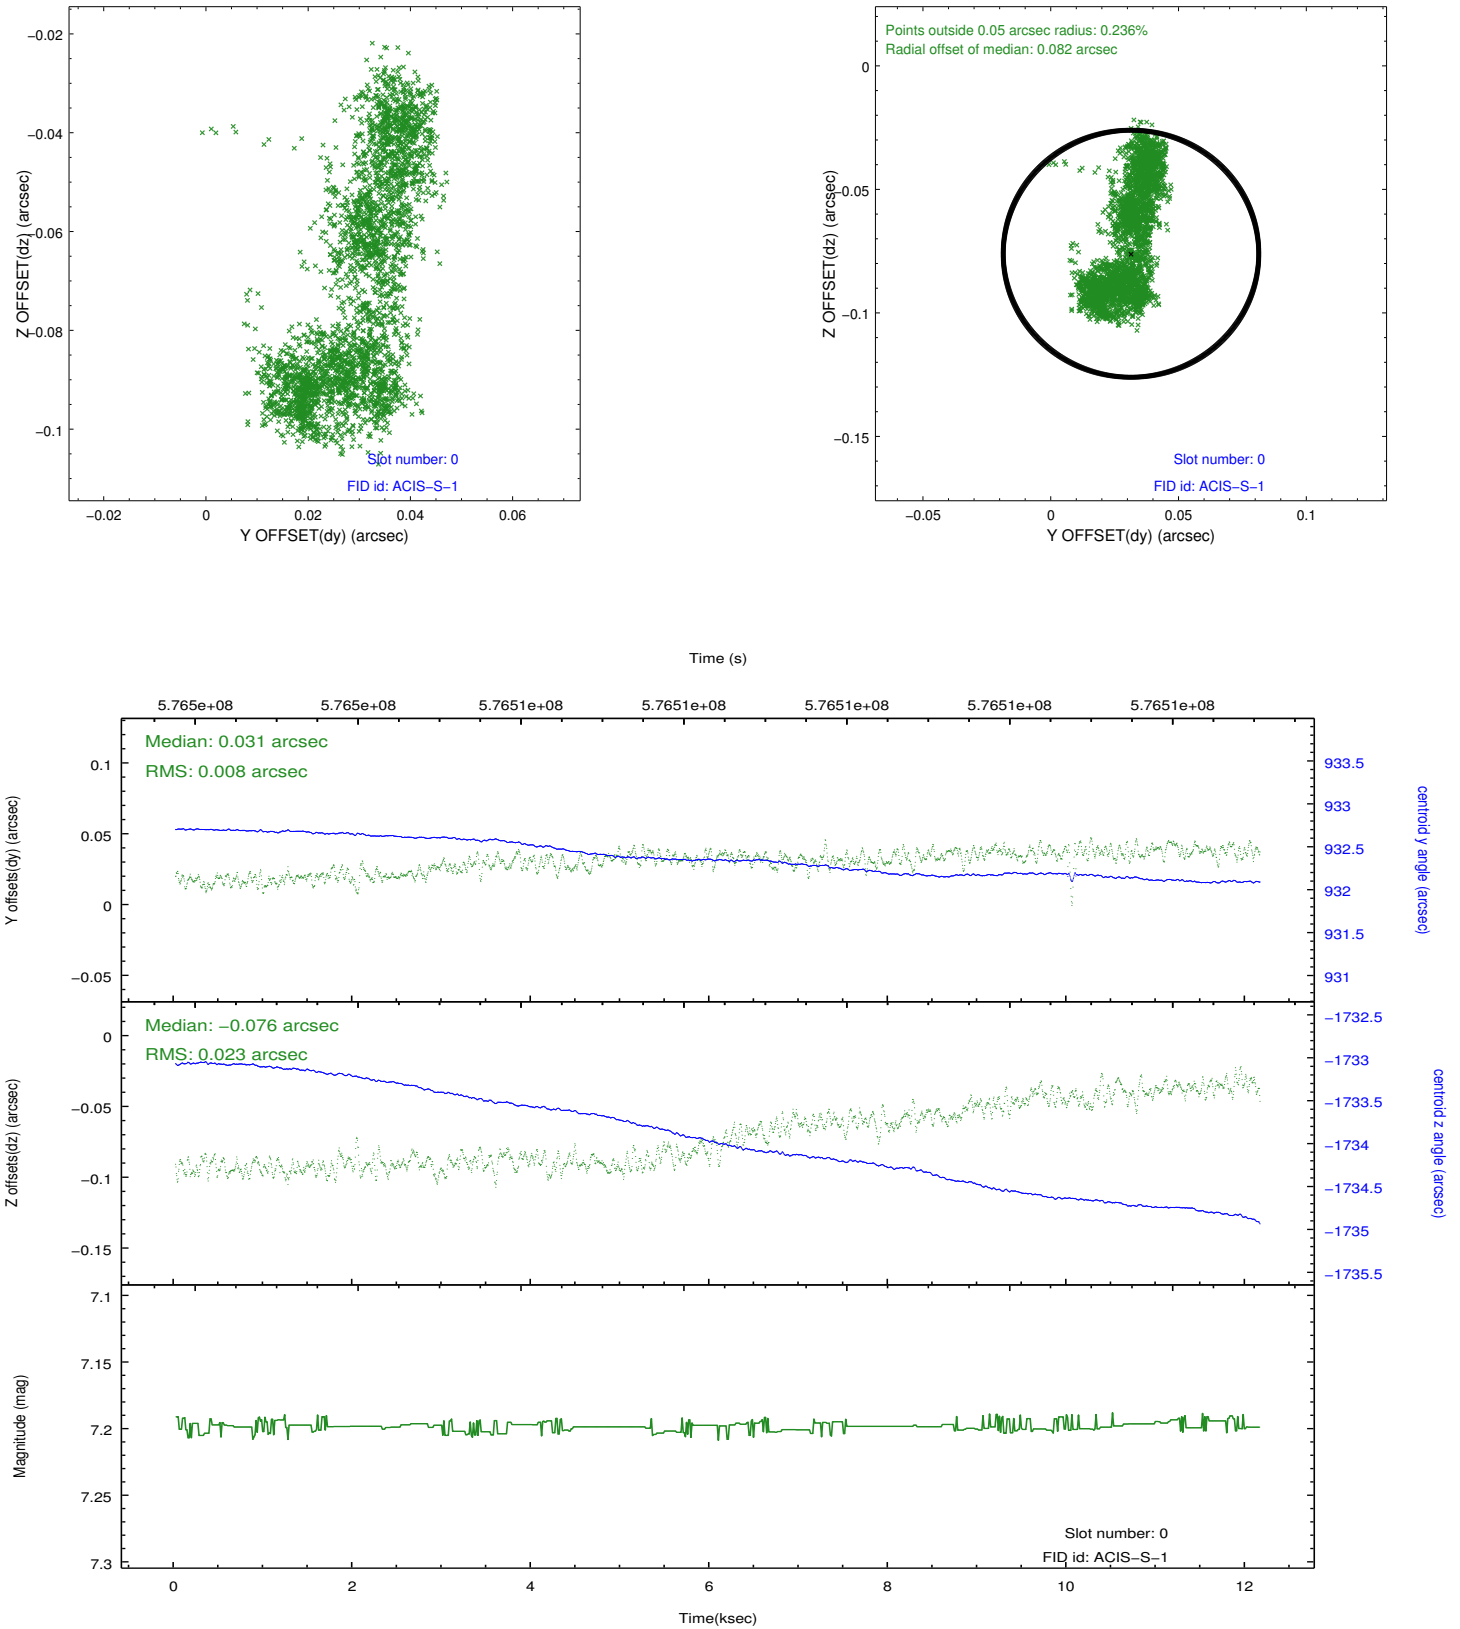 −0.02
−0.04
−0.06
−0.08
−0.1
Z OFFSET(dz) (arcsec)
Slot number: 0
FID id: ACIS−S−1
−0.02
0
0.02
0.04
0.06
Y OFFSET(dy) (arcsec)
Points outside 0.05 arcsec radius: 0.236%
Radial offset of median: 0.082 arcsec
0
−0.05
−0.1
−0.15
Z OFFSET(dz) (arcsec)
Slot number: 0
FID id: ACIS−S−1
−0.05
0
0.05
0.1
Y OFFSET(dy) (arcsec)
Time (s)
5.765e+08
5.765e+08
5.7651e+08
5.7651e+08
5.7651e+08
5.7651e+08
5.7651e+08
Median: 0.031 arcsec
RMS: 0.008 arcsec
0.1
0.05
0
−0.05
Y offsets(dy) (arcsec)
933.5
933
932.5
932
931.5
931
centroid y angle (arcsec)
Median: −0.076 arcsec
RMS: 0.023 arcsec
0
−0.05
−0.1
−0.15
Z offsets(dz) (arcsec)
−1732.5
−1733
−1733.5
−1734
−1734.5
−1735
−1735.5
centroid z angle (arcsec)
7.1
7.15
7.2
7.25
7.3
Magnitude (mag)
Slot number: 0
FID id: ACIS−S−1
0
2
4
6
8
10
12
Time(ksec)